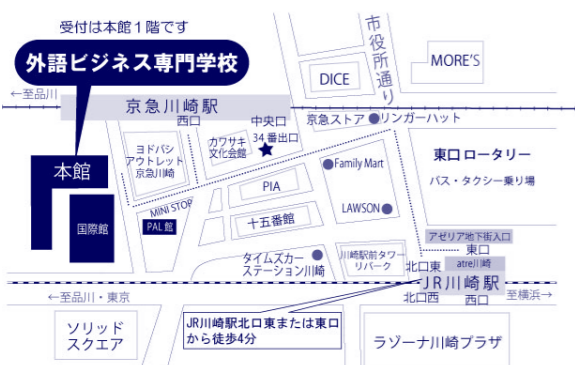 受付は本館1階です
外語ビジネス専門学校
←至品川
京急川崎駅
西口
中央口
34番出口
市役所通り
DICE
MORE'S
京急ストア
リンガーハット
ヨドバシ
アウトレット
京急川崎
カワサキ
文化会館
Family Mart
東口ロータリー
バス・タクシー乗り場
本館
国際館
MINI STOP
PAL館
PIA
十五番館
LAWSON
アゼリア地下街入口
東口
タイムズカー
ステーション川崎
川崎駅前タワー
リパーク
北口東
atre川崎
JR川崎駅
北口西
西口
←至品川・東京
至横浜→
ソリッド
スクエア
JR川崎駅北口東または東口
から徒歩4分
ラゾーナ川崎プラザ